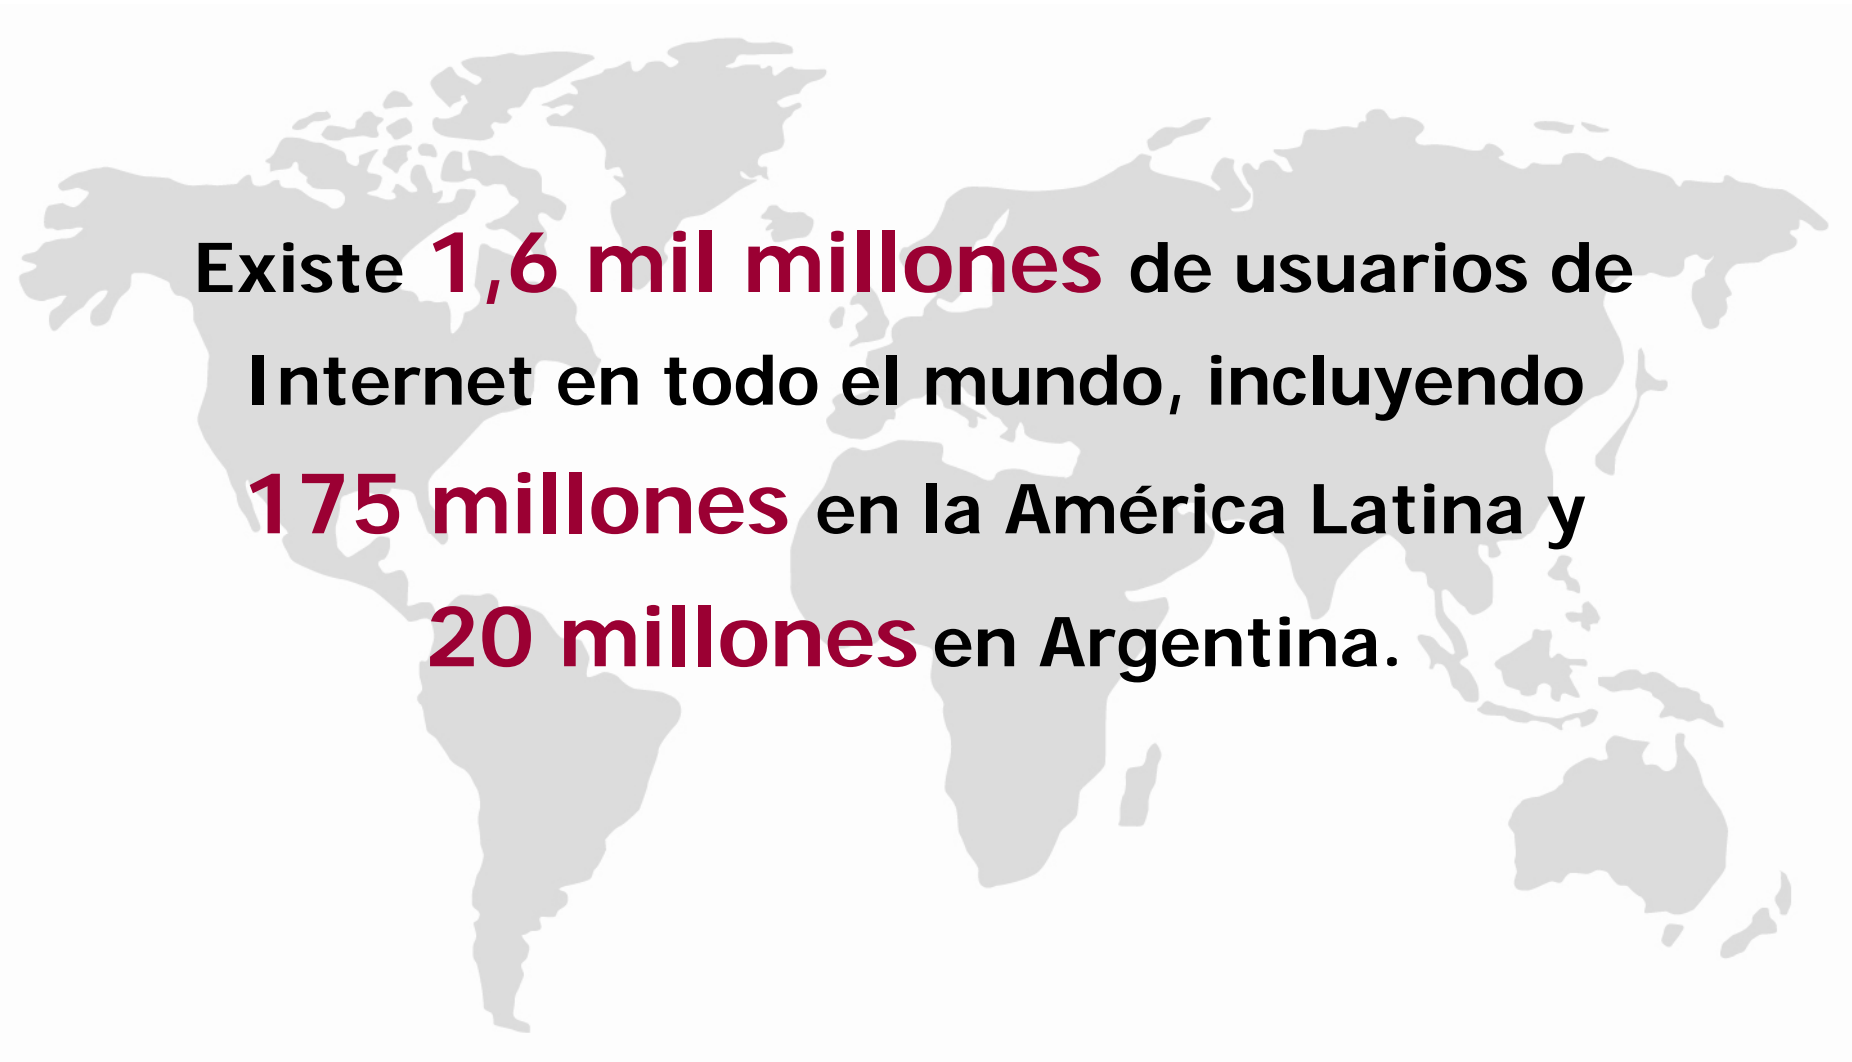 Existe 1,6 mil millones de usuarios de
Internet en todo el mundo, incluyendo
175 millones en la América Latina y
20 millones en Argentina.